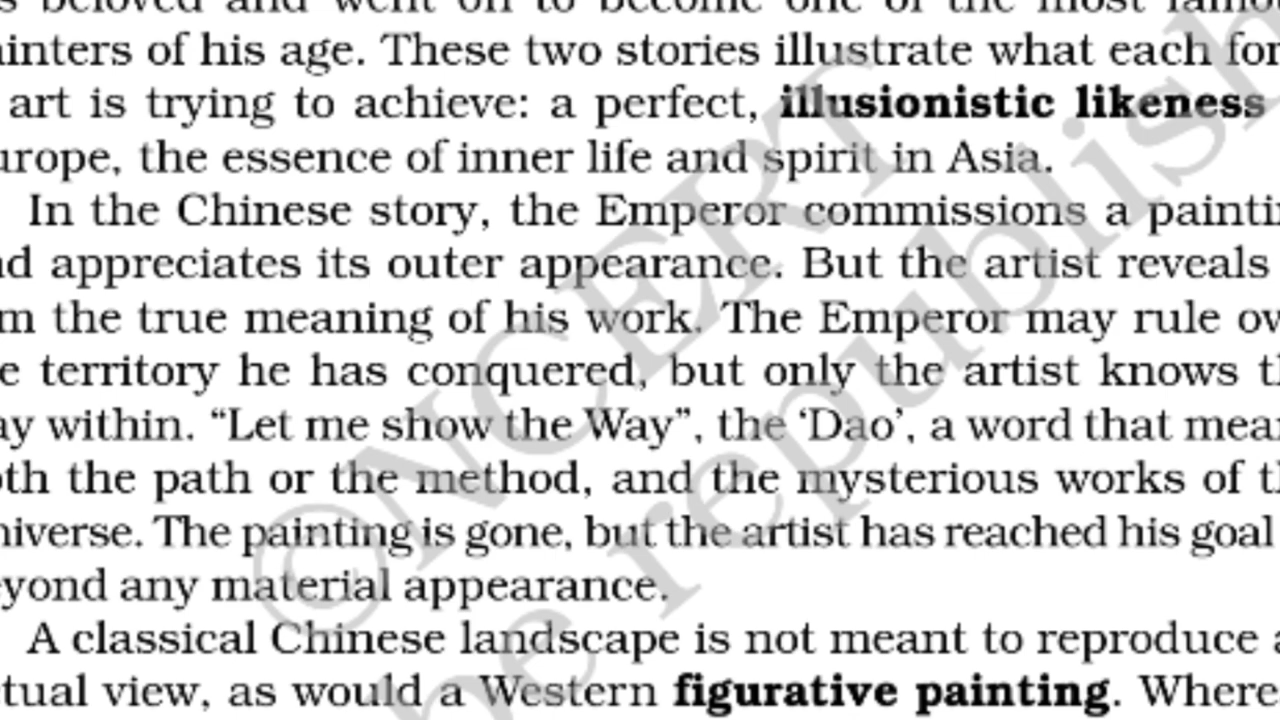 beloved and went on to become one of the most
ainters of his age. These two stories illustrate what each for
art is trying to achieve: a perfect, illusionistic likeness
urope, the essence of inner life and spirit in Asia.
In the Chinese story, the Emperor commissions a painti
nd appreciates its outer appearance. But the artist reveals
m the true meaning of his work. The Emperor may rule ov
e territory he has conquered, but only the artist knows th
ay within. “Let me show the Way”, the ‘Dao’, a word that mean
oth the path or the method, and the mysterious works of th
niverse. The painting is gone, but the artist has reached his goal
eyond any material appearance.
A classical Chinese landscape is not meant to reproduce a
tual view, as would a Western figurative painting. Where
©NCERT
be republish